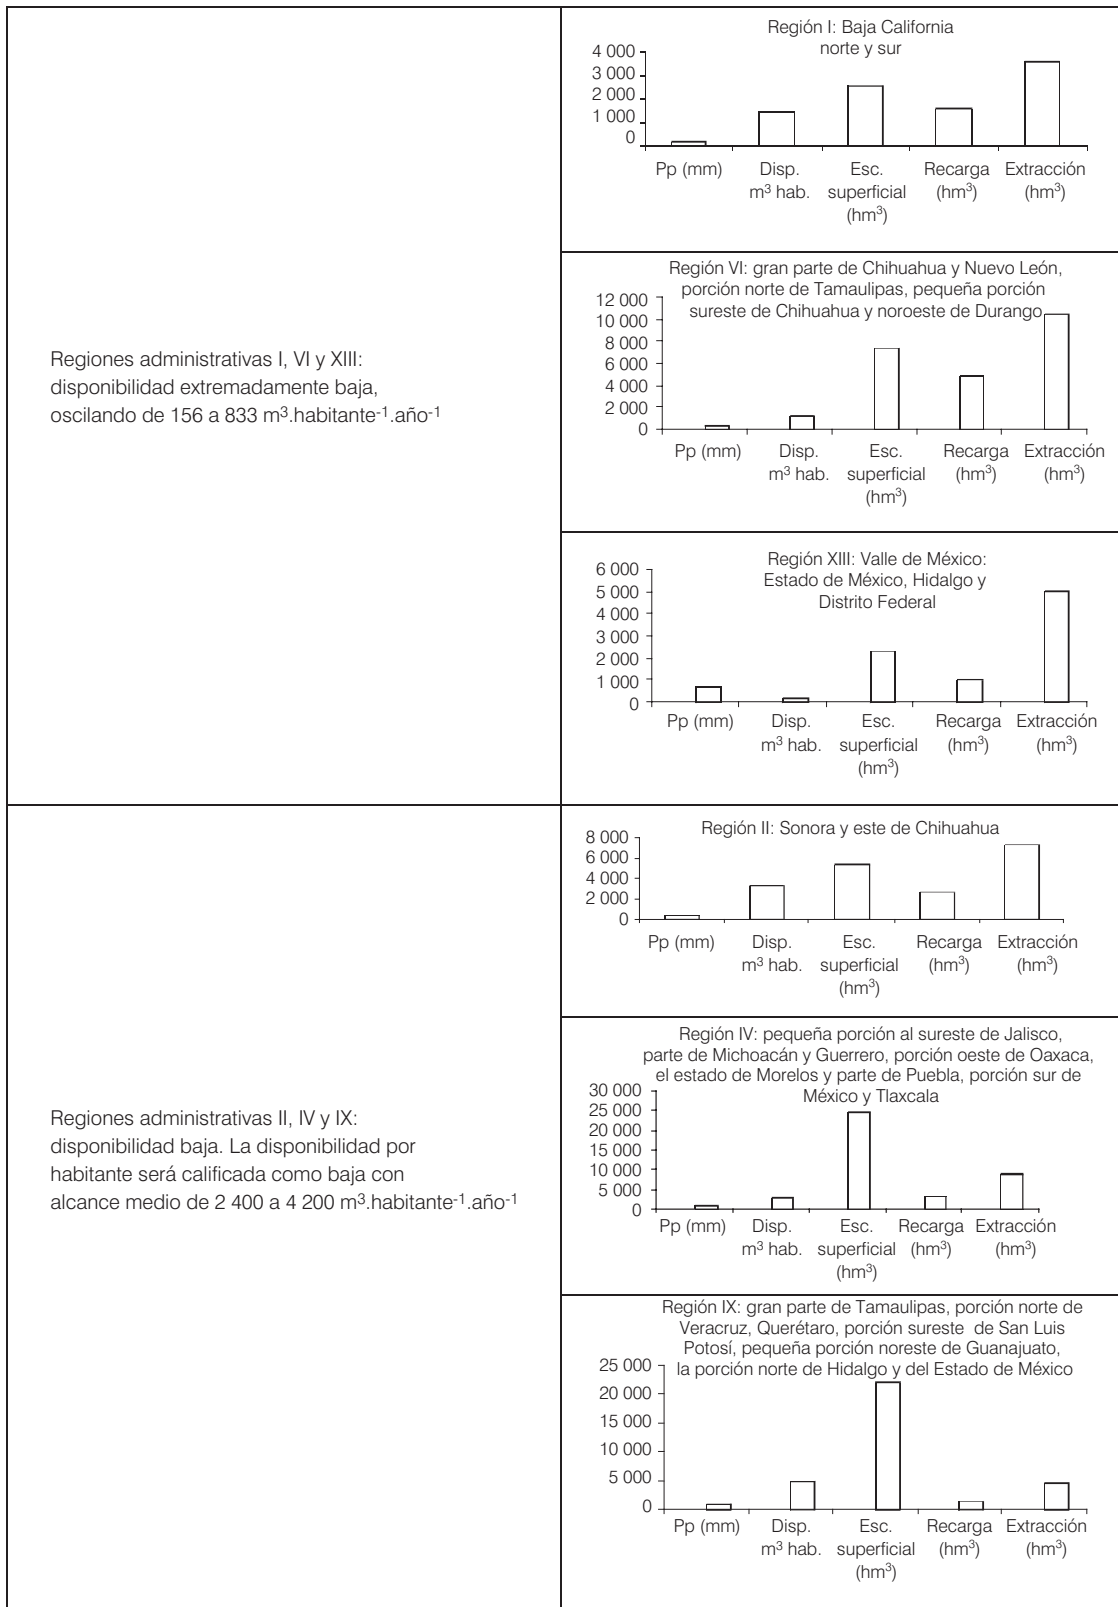 Regiones administrativas I, VI y XIII:
disponibilidad extremadamente baja,
oscilando de 156 a 833 m³.habitante⁻¹.año⁻¹
Región I: Baja California
norte y sur
4 000
3 000
2 000
1 000
0
Pp (mm) Disp. Esc. Recarga Extracción
m³ hab. superficial (hm³) (hm³)
(hm³)
Región VI: gran parte de Chihuahua y Nuevo León,
porción norte de Tamaulipas, pequeña porción
sureste de Chihuahua y noroeste de Durango
12 000
10 000
8 000
6 000
4 000
2 000
0
Pp (mm) Disp. Esc. Recarga Extracción
m³ hab. superficial (hm³) (hm³)
(hm³)
Región XIII: Valle de México:
Estado de México, Hidalgo y
Distrito Federal
6 000
5 000
4 000
3 000
2 000
1 000
0
Pp (mm) Disp. Esc. Recarga Extracción
m³ hab. superficial (hm³) (hm³)
(hm³)
Regiones administrativas II, IV y IX:
disponibilidad baja. La disponibilidad por
habitante será calificada como baja con
alcance medio de 2 400 a 4 200 m³.habitante⁻¹.año⁻¹
Región II: Sonora y este de Chihuahua
8 000
6 000
4 000
2 000
0
Pp (mm) Disp. Esc. Recarga Extracción
m³ hab. superficial (hm³) (hm³)
(hm³)
Región IV: pequeña porción al sureste de Jalisco,
parte de Michoacán y Guerrero, porción oeste de Oaxaca,
el estado de Morelos y parte de Puebla, porción sur de
México y Tlaxcala
30 000
25 000
20 000
15 000
10 000
5 000
0
Pp (mm) Disp. Esc. Recarga Extracción
m³ hab. superficial (hm³) (hm³)
(hm³)
Región IX: gran parte de Tamaulipas, porción norte de
Veracruz, Querétaro, porción sureste de San Luis
Potosí, pequeña porción noreste de Guanajuato,
la porción norte de Hidalgo y del Estado de México
25 000
20 000
15 000
10 000
5 000
0
Pp (mm) Disp. Esc. Recarga Extracción
m³ hab. superficial (hm³) (hm³)
(hm³)